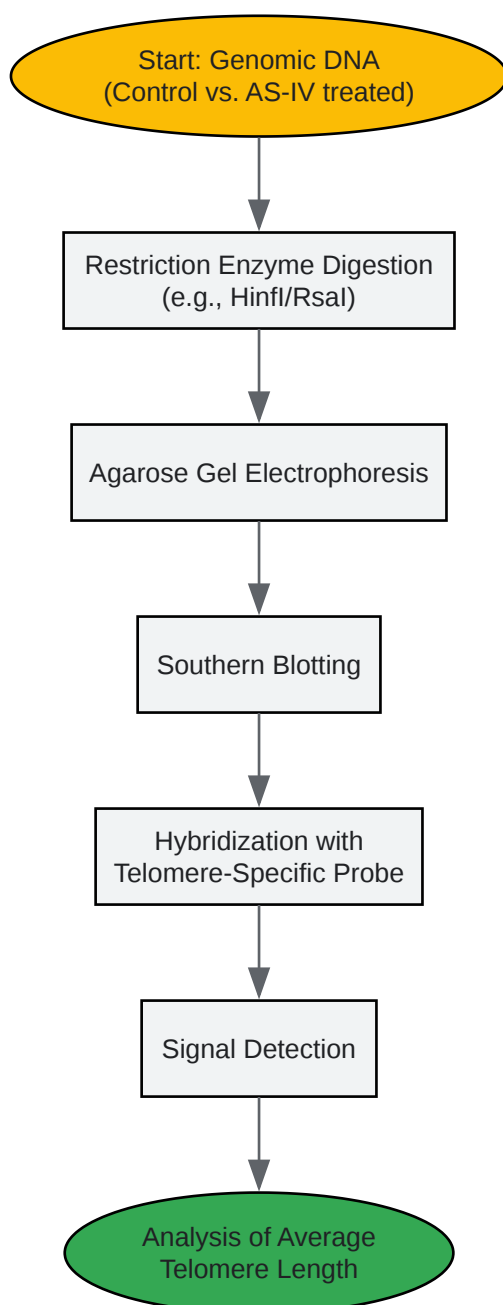 Start: Genomic DNA
(Control vs. AS-IV treated)
Restriction Enzyme Digestion
(e.g., HinfI/RsaI)
Agarose Gel Electrophoresis
Southern Blotting
Hybridization with
Telomere-Specific Probe
Signal Detection
Analysis of Average
Telomere Length